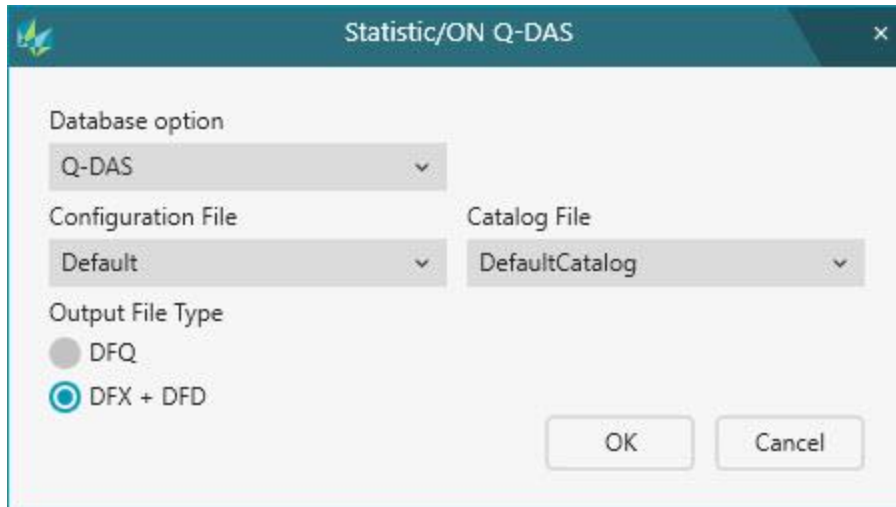 Statistic/ON Q-DAS
Database option
Q-DAS
Configuration File
Catalog File
Default
DefaultCatalog
Output File Type
DFQ
DFX + DFD
OK
Cancel